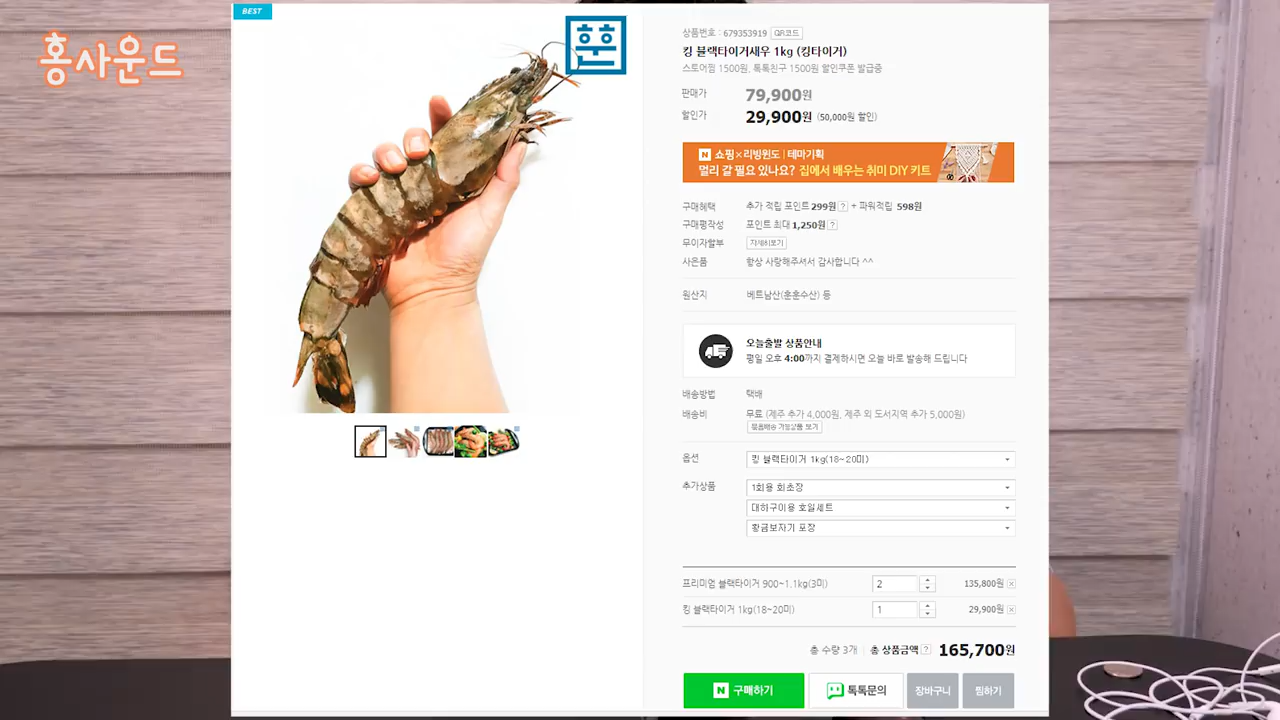 BEST
홍사운드
훈
상품번호 : 679353919 QR코드
킹 블랙타이거새우 1kg (킹타이거)
스토어찜 1500원, 톡톡친구 1500원 할인쿠폰 발급중
판매가 79,900원
할인가 29,900원 (50,000원 할인)
N 쇼핑×리빙윈도 | 테마기획
멀리 갈 필요 있나요? 집에서 배우는 취미 DIY 키트
구매혜택 추가 적립 포인트 299원 ? + 파워적립 598원
구매평작성 포인트 최대 1,250원 ?
무이자할부 자세히보기
사은품 항상 사랑해주셔서 감사합니다 ^^
원산지 베트남산(훈훈수산) 등
오늘출발 상품안내
평일 오후 4:00까지 결제하시면 오늘 바로 발송해 드립니다
배송방법 택배
배송비 무료 (제주 추가 4,000원, 제주 외 도서지역 추가 5,000원)
묶음배송 가능상품 보기
옵션 킹 블랙타이거 1kg(18~20미)
추가상품 1회용 회초장
대하구이용 호일세트
황금보자기 포장
프리미엄 블랙타이거 900~1.1kg(3미) 2 135,800원
킹 블랙타이거 1kg(18~20미) 1 29,900원
총 수량 3개 총 상품금액 ? 165,700원
N 구매하기 톡톡문의 장바구니 찜하기